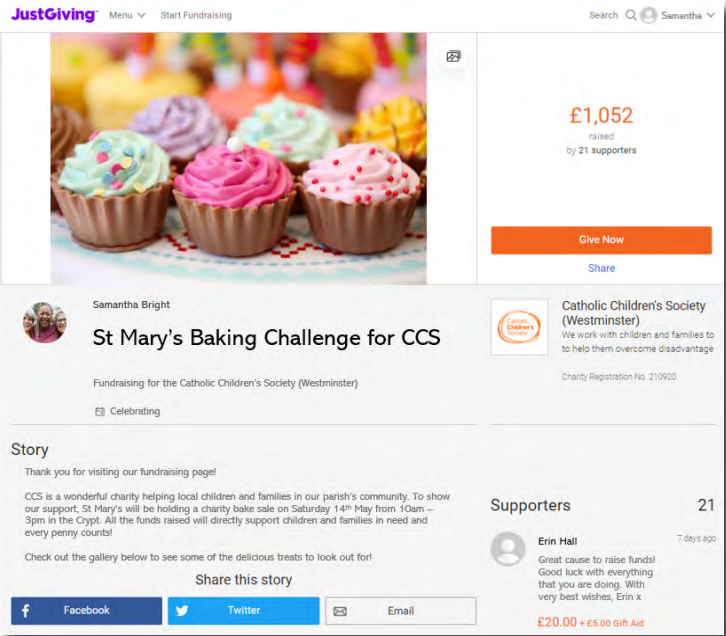 JustGiving™ Menu Start Fundraising Search Samantha
£1,052
raised
by 21 supporters
Give Now
Share
Samantha Bright
St Mary's Baking Challenge for CCS
Fundraising for the Catholic Children's Society (Westminster)
Celebrating
Catholic
Children's
Society
Catholic Children's Society
(Westminster)
We work with children and families to
to help them overcome disadvantage
Charity Registration No. 210920
Story
Thank you for visiting our fundraising page!
CCS is a wonderful charity helping local children and families in our parish's community. To show
our support, St Mary's will be holding a charity bake sale on Saturday 14th May from 10am –
3pm in the Crypt. All the funds raised will directly support children and families in need and
every penny counts!
Check out the gallery below to see some of the delicious treats to look out for!
Share this story
Facebook
Twitter
Email
Supporters 21
Erin Hall 7 days ago
Great cause to raise funds!
Good luck with everything
that you are doing. With
very best wishes, Erin x
£20.00 + £5.00 Gift Aid